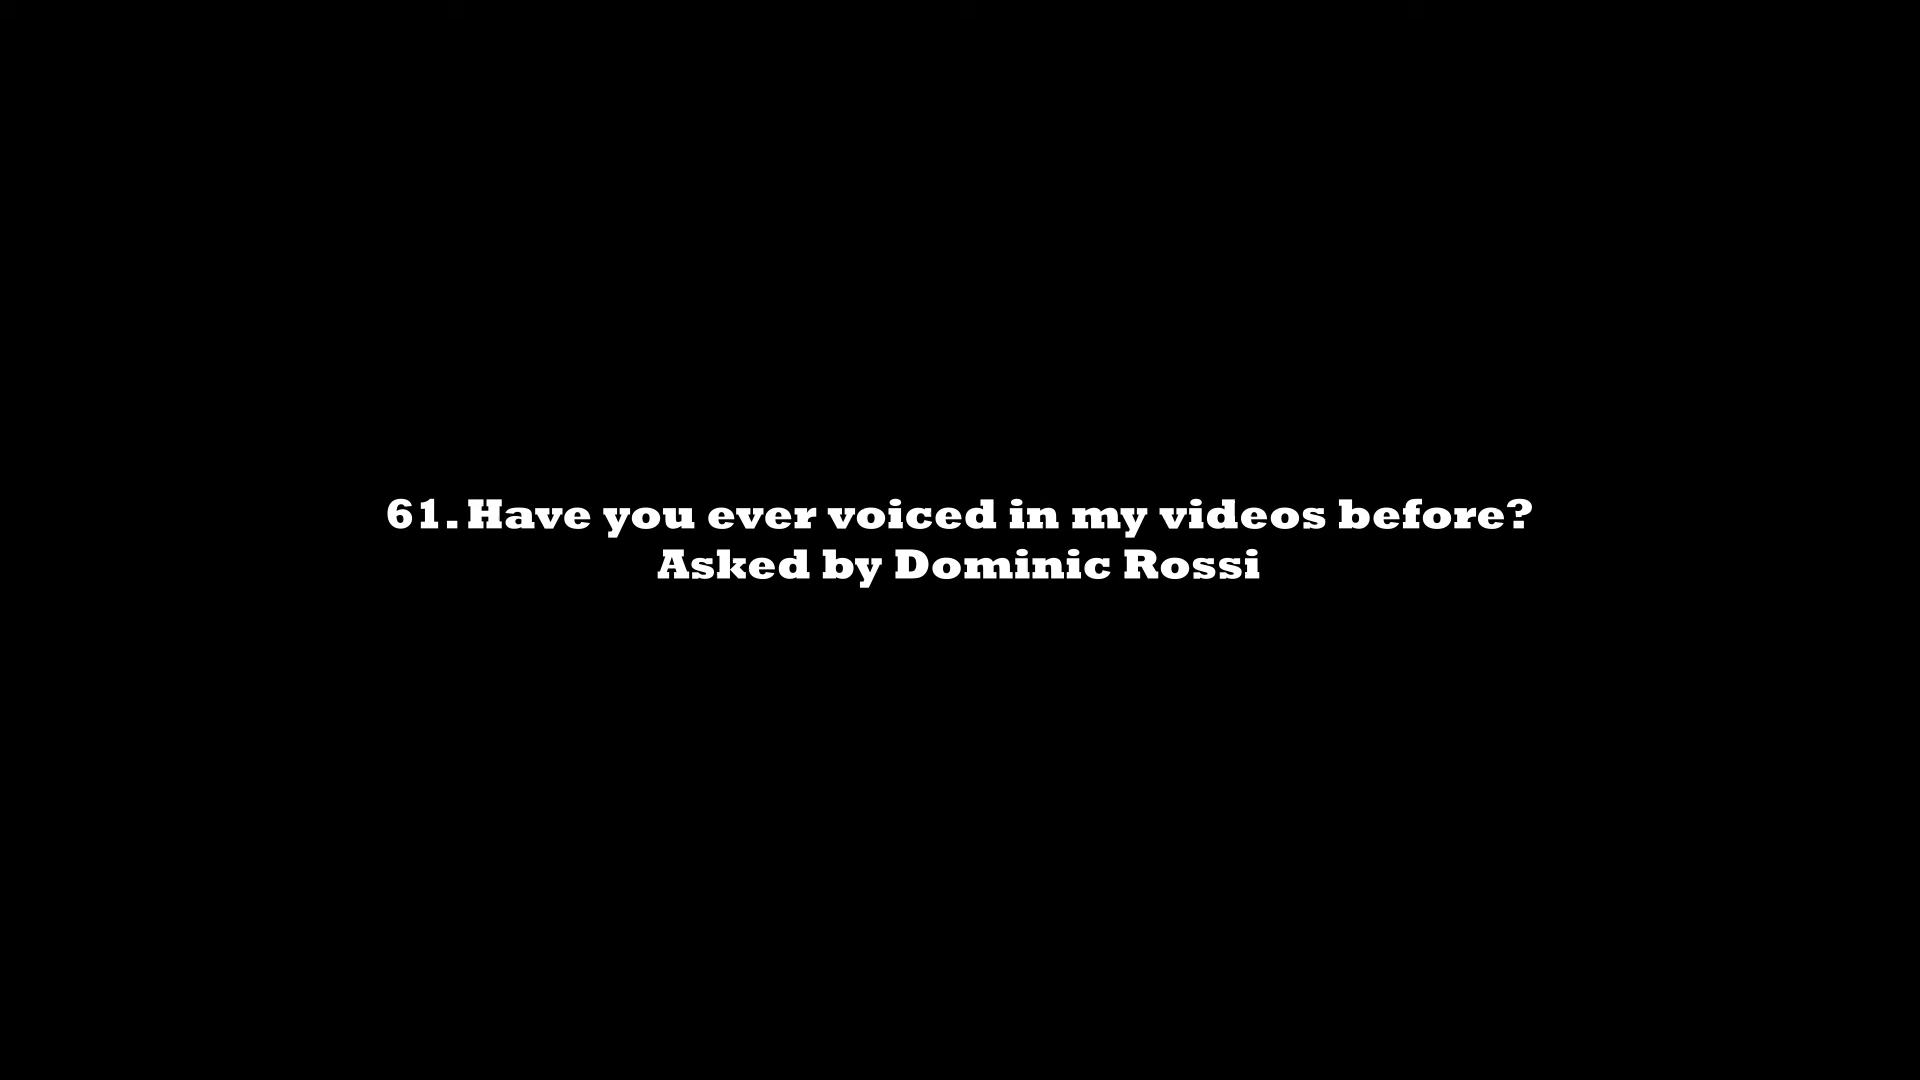 61. Have you ever voiced in my videos before?
Asked by Dominic Rossi